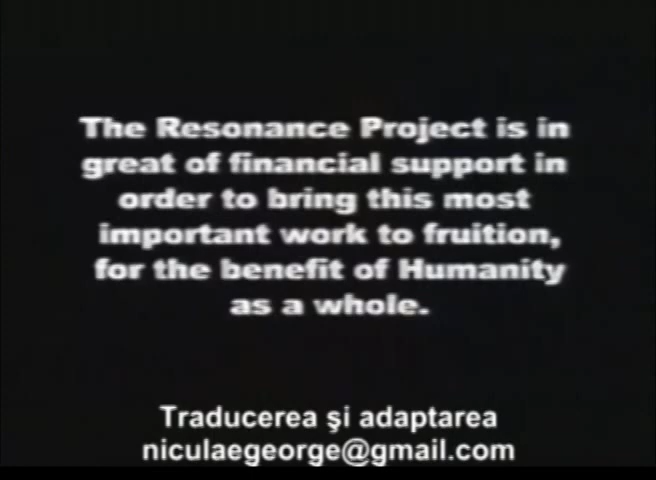 The Resonance Project is in
great of financial support in
order to bring this most
important work to fruition,
for the benefit of Humanity
as a whole.
Traducerea şi adaptarea
niculaegeorge@gmail.com